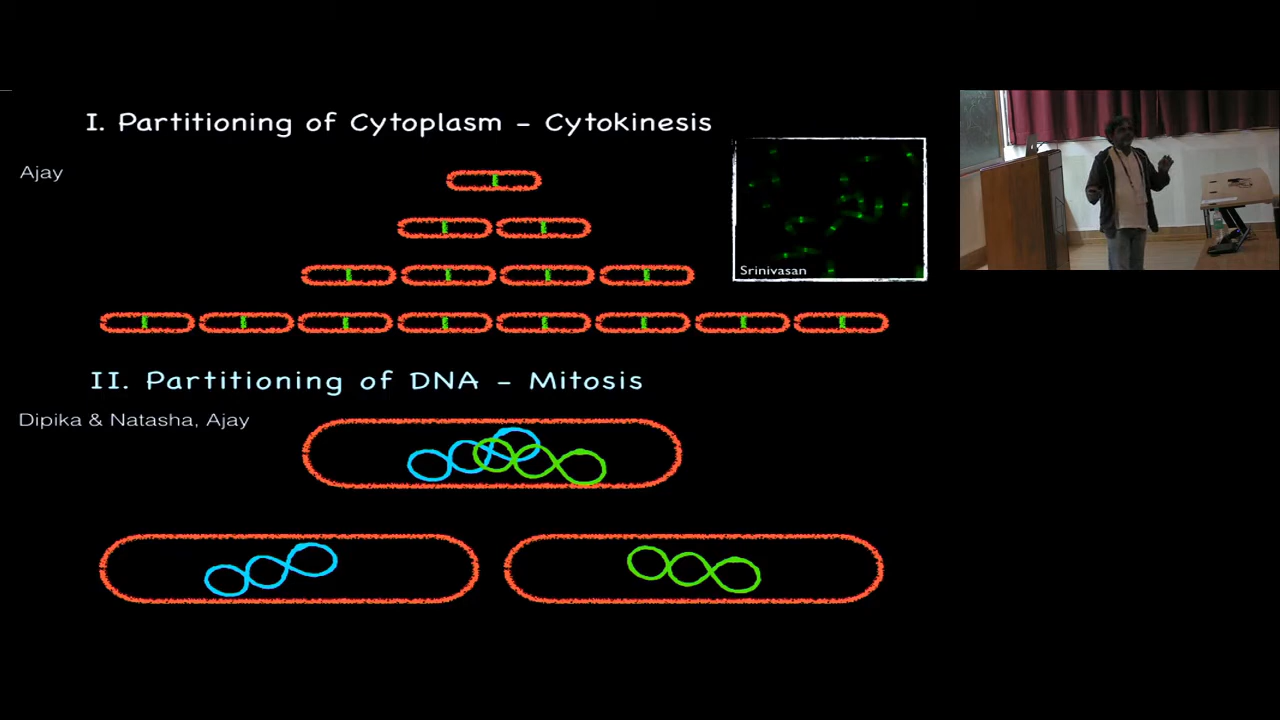 I. Partitioning of Cytoplasm – Cytokinesis
Ajay
Srinivasan
II. Partitioning of DNA – Mitosis
Dipika & Natasha, Ajay